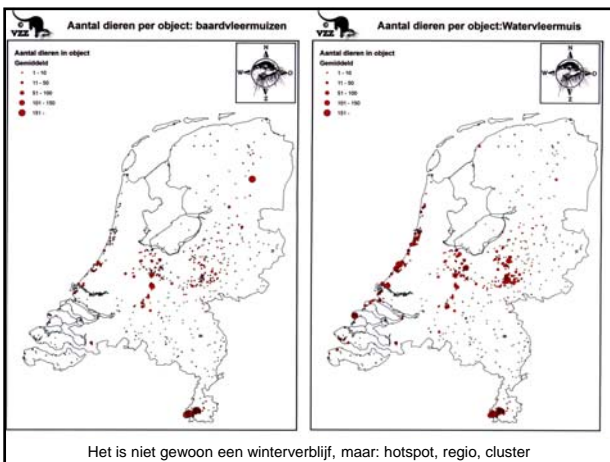 © VZZ
Aantal dieren per object: baardvleermuizen
Aantal dieren in object
Gemiddeld
1 - 10
11 - 50
51 - 100
101 - 150
151 -
N
W
O
Z
© VZZ
Aantal dieren per object:Watervleermuis
Aantal dieren in object
Gemiddeld
1 - 10
11 - 50
51 - 100
101 - 150
151 -
N
W
O
Z
Het is niet gewoon een winterverblijf, maar: hotspot, regio, cluster